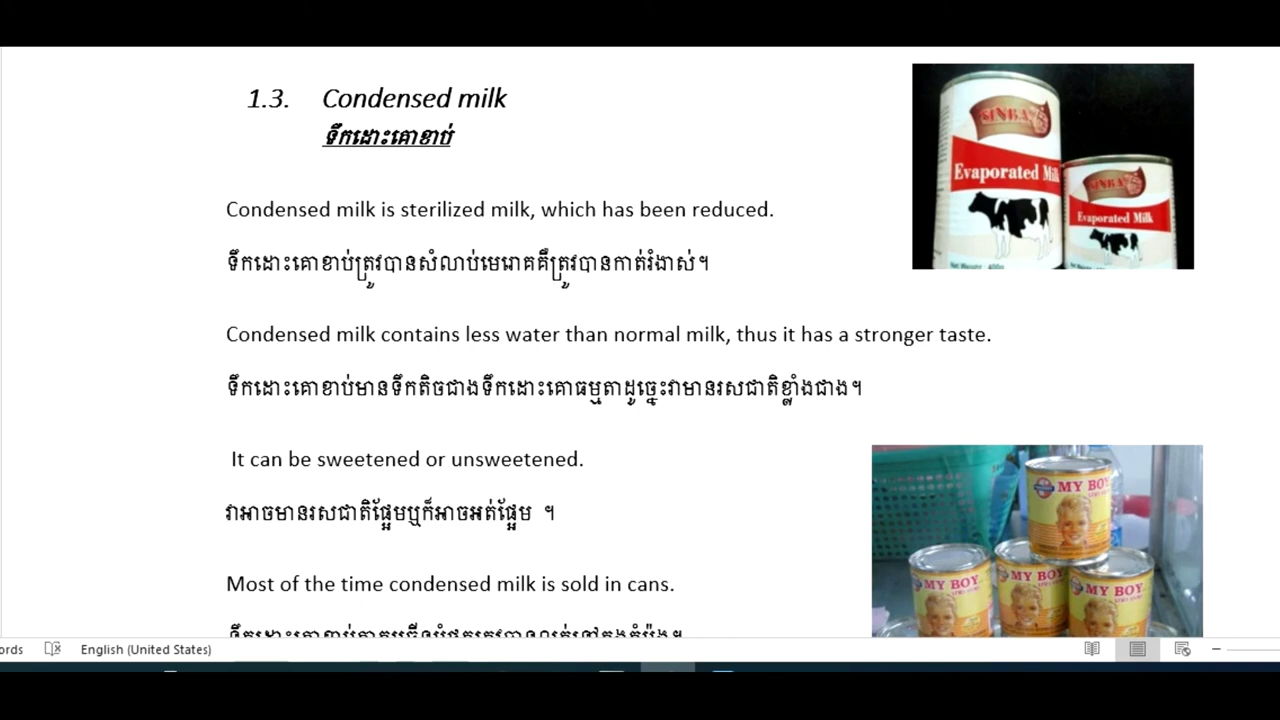 1.3. Condensed milk
ទឹកដោះគោខាប់
Condensed milk is sterilized milk, which has been reduced.
ទឹកដោះគោខាប់ត្រូវបានសំលាប់មេរោគគឺត្រូវបានកាត់រំងាស់។
Condensed milk contains less water than normal milk, thus it has a stronger taste.
ទឹកដោះគោខាប់មានទឹកតិចជាងទឹកដោះគោធម្មតាដូច្នេះវាមានរសជាតិខ្លាំងជាង។
It can be sweetened or unsweetened.
វាអាចមានរសជាតិផ្អែមឬក៏អាចអត់ផ្អែម ។
Most of the time condensed milk is sold in cans.
SINBA
Evaporated Milk
SINBA
Evaporated Milk
MY BOY
MY BOY
MY BOY
MY BOY
English (United States)